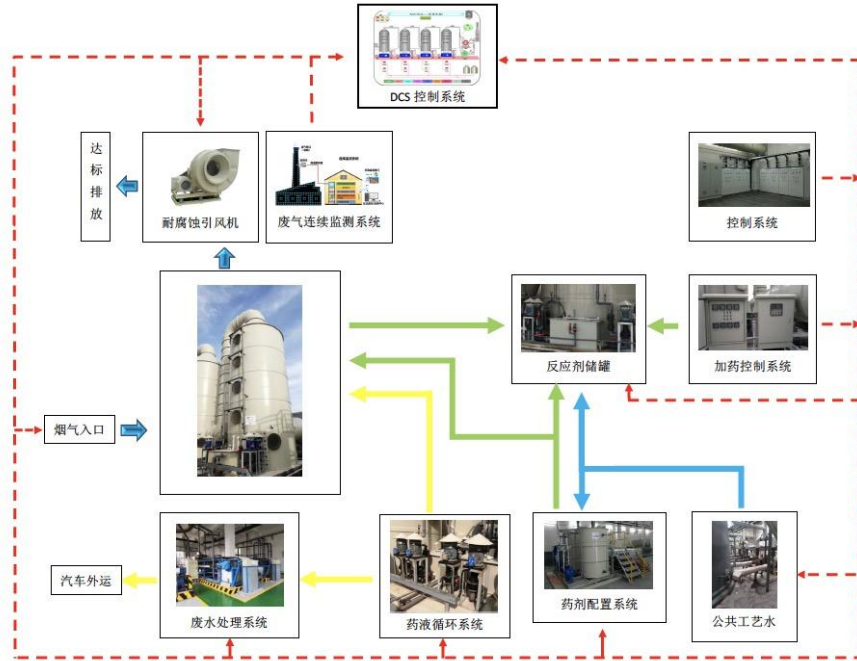 DCS 控制系统
达标排放
耐腐蚀引风机
废气连续监测系统
控制系统
反应剂储罐
加药控制系统
烟气入口
汽车外运
废水处理系统
药液循环系统
药剂配置系统
公共工艺水